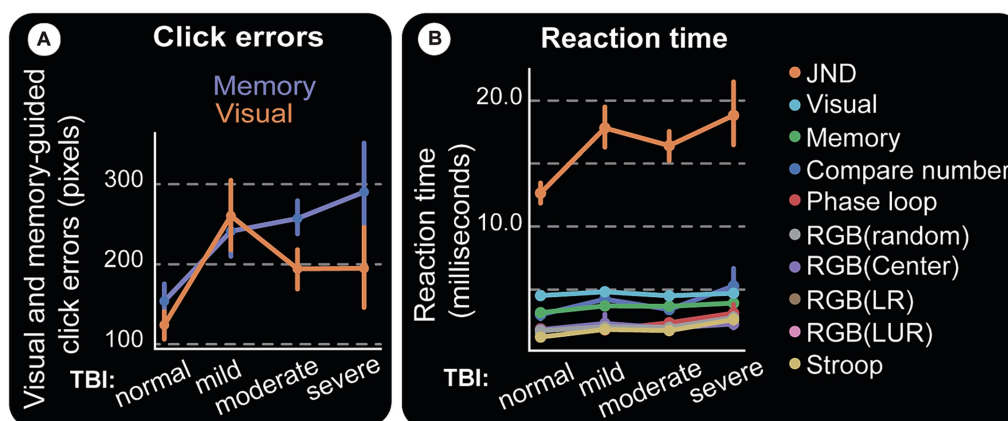 A
Click errors
Visual and memory-guided
click errors (pixels)
Memory
Visual
300
200
100
TBI:
normal
mild
moderate
severe
B
Reaction time
Reaction time
(milliseconds)
20.0
10.0
TBI:
normal
mild
moderate
severe
JND
Visual
Memory
Compare number
Phase loop
RGB(random)
RGB(Center)
RGB(LR)
RGB(LUR)
Stroop